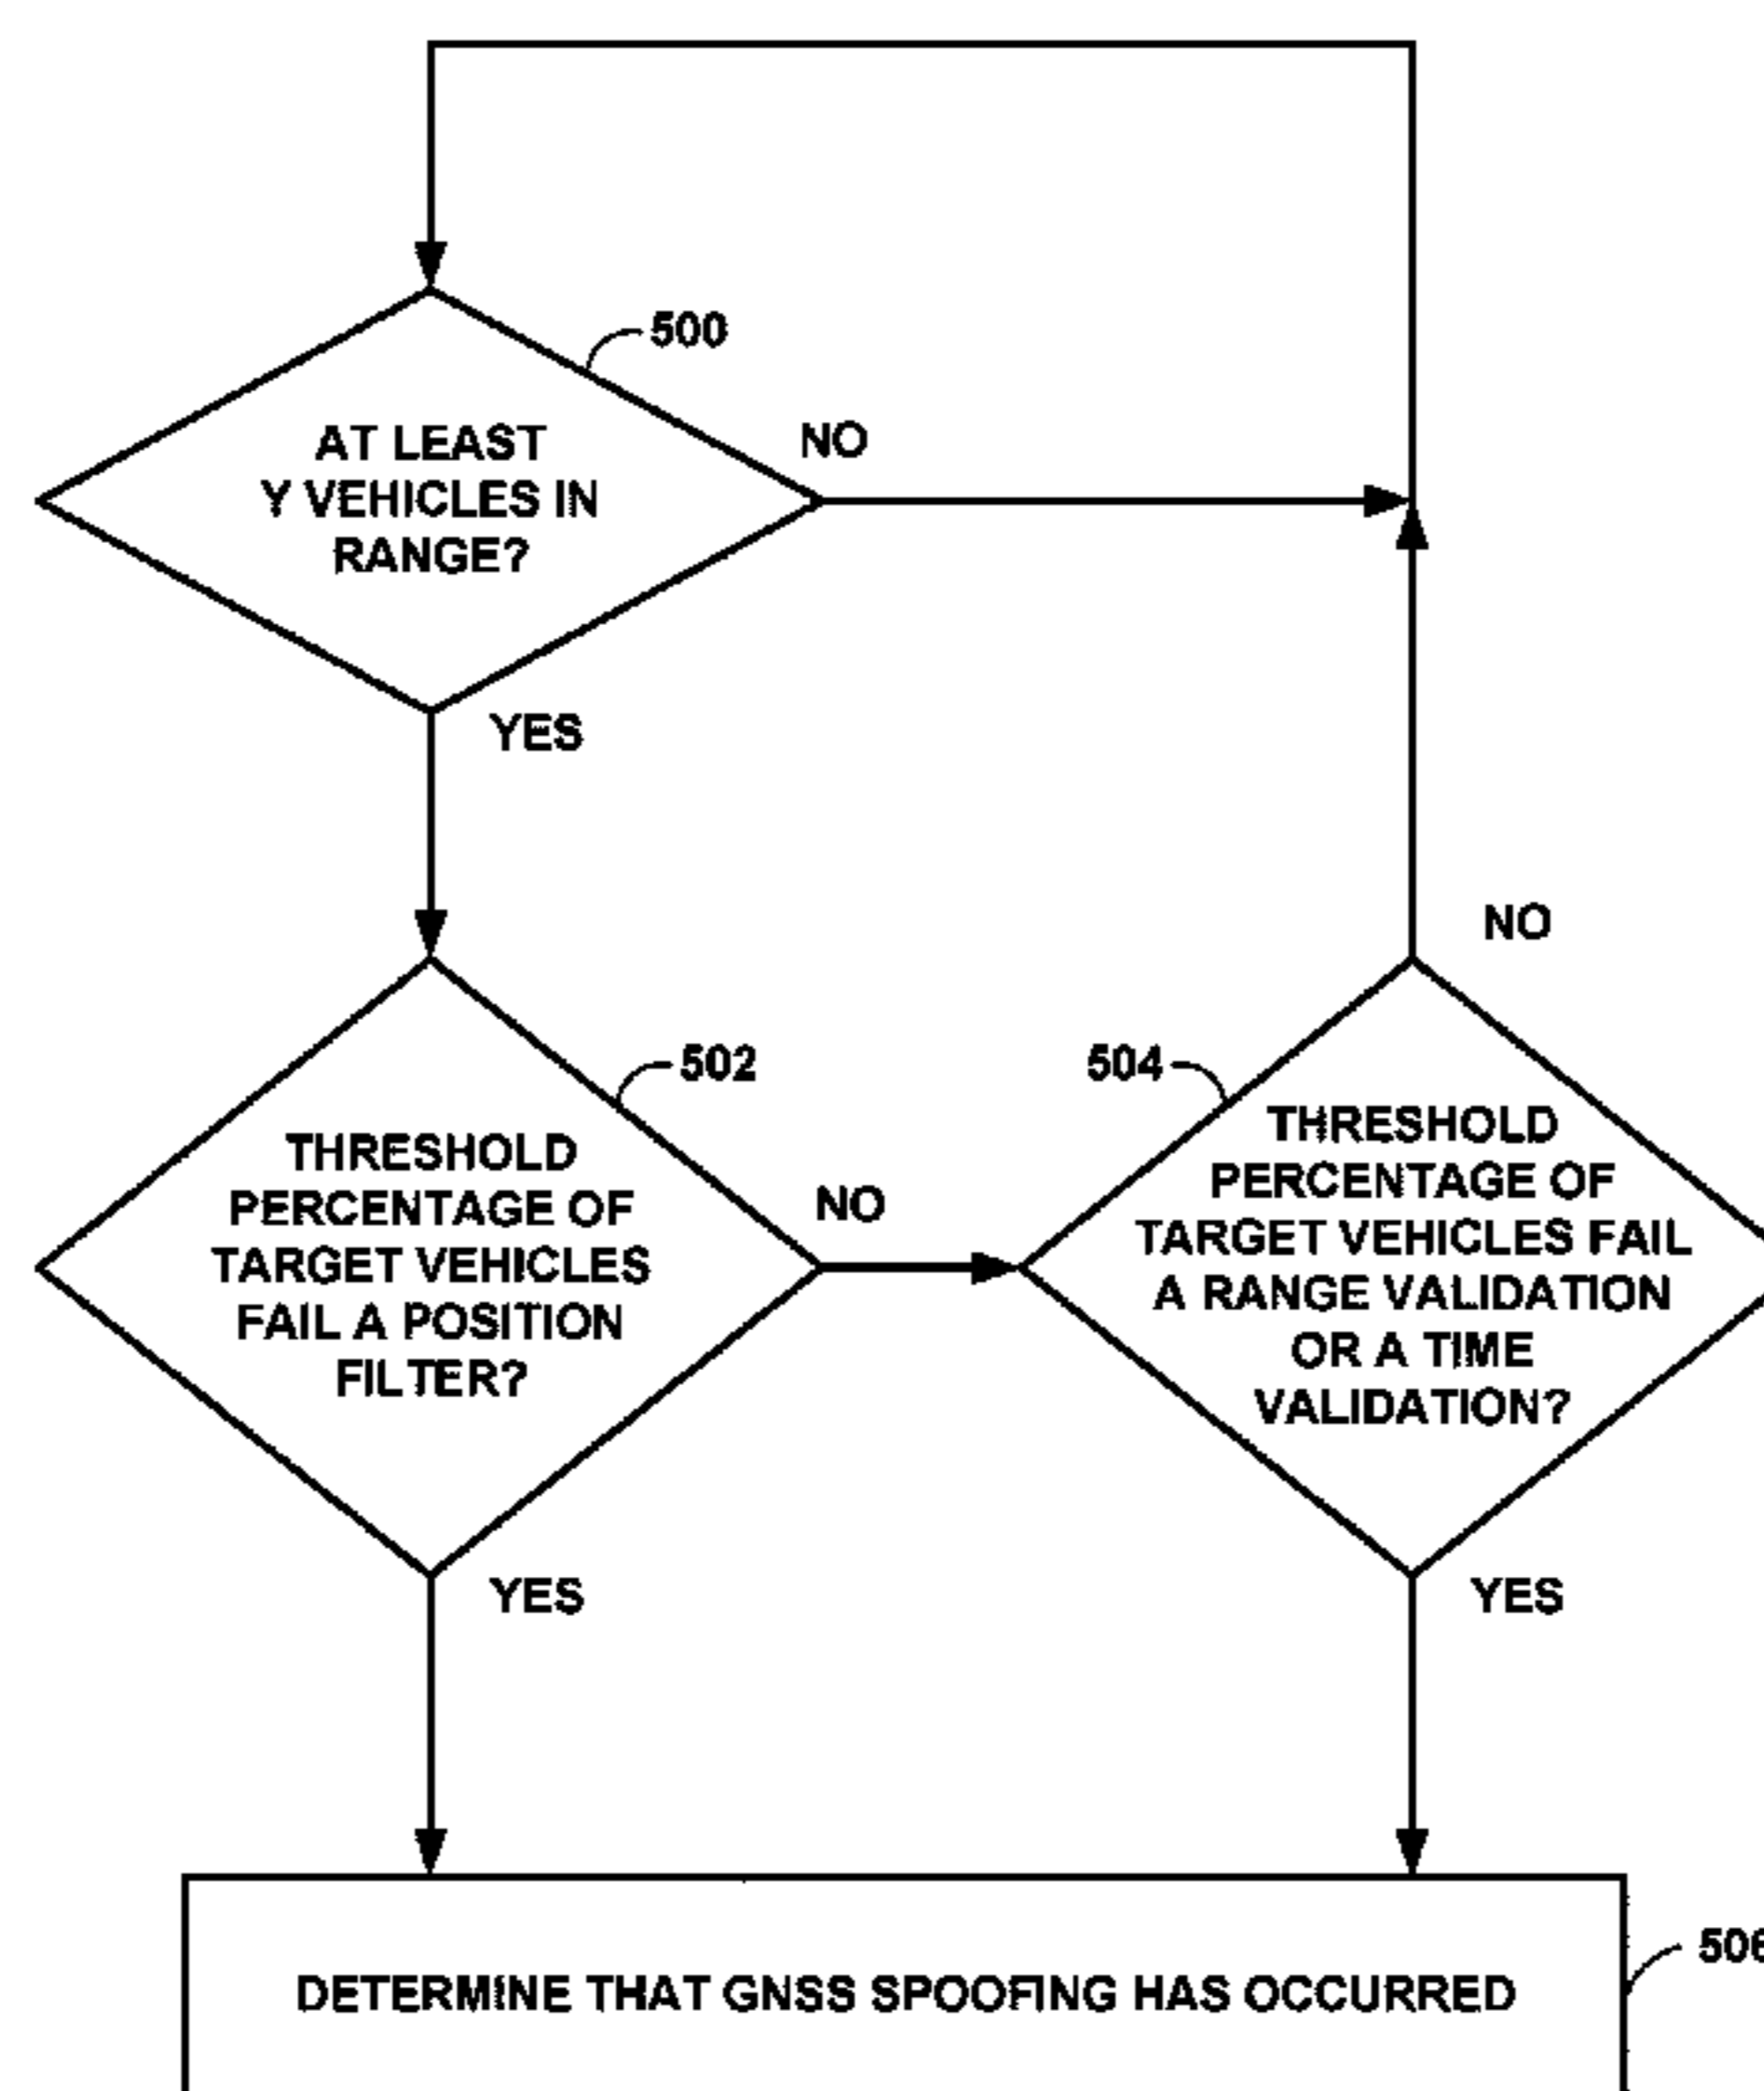 500
AT LEAST
Y VEHICLES IN
RANGE?
NO
YES
502
THRESHOLD
PERCENTAGE OF
TARGET VEHICLES
FAIL A POSITION
FILTER?
NO
YES
NO
504
THRESHOLD
PERCENTAGE OF
TARGET VEHICLES FAIL
A RANGE VALIDATION
OR A TIME
VALIDATION?
YES
DETERMINE THAT GNSS SPOOFING HAS OCCURRED
506